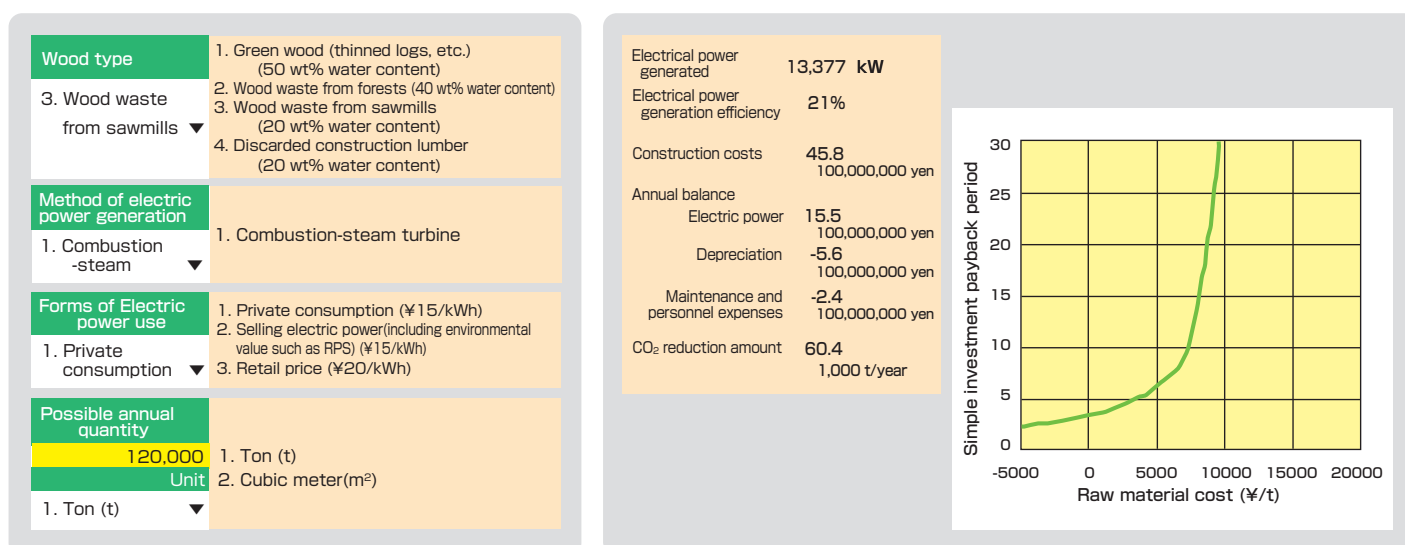 Wood type
3. Wood waste
from sawmills ▼
1. Green wood (thinned logs, etc.)
(50 wt% water content)
2. Wood waste from forests (40 wt% water content)
3. Wood waste from sawmills
(20 wt% water content)
4. Discarded construction lumber
(20 wt% water content)
Method of electric
power generation
1. Combustion
-steam ▼
1. Combustion-steam turbine
Forms of Electric
power use
1. Private
consumption ▼
1. Private consumption (¥15/kWh)
2. Selling electric power(including environmental
value such as RPS) (¥15/kWh)
3. Retail price (¥20/kWh)
Possible annual
quantity
120,000
Unit
1. Ton (t) ▼
1. Ton (t)
2. Cubic meter(m²)
Electrical power
generated 13,377 kW
Electrical power
generation efficiency 21%
Construction costs 45.8
100,000,000 yen
Annual balance
Electric power 15.5
100,000,000 yen
Depreciation -5.6
100,000,000 yen
Maintenance and
personnel expenses -2.4
100,000,000 yen
CO₂ reduction amount 60.4
1,000 t/year
Simple investment payback period
30
25
20
15
10
5
0
-5000 0 5000 10000 15000 20000
Raw material cost (¥/t)